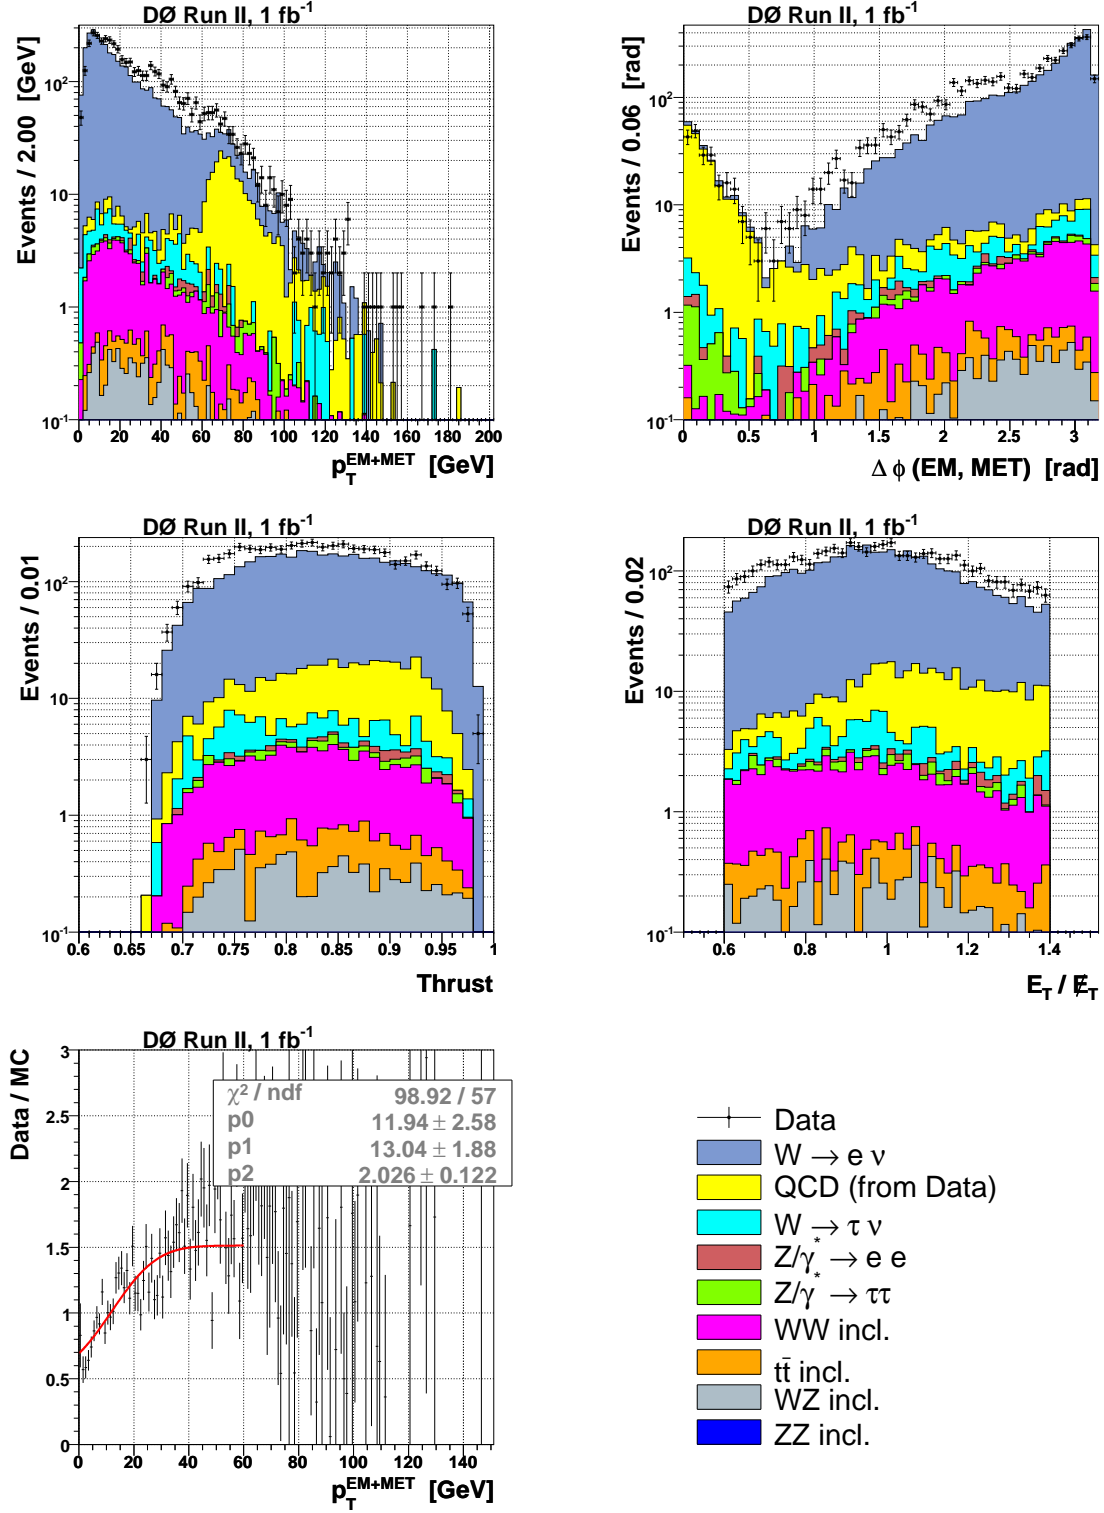 DØ Run II, 1 fb⁻¹
Events / 2.00 [GeV]
10²
10
1
10⁻¹
0 20 40 60 80 100 120 140 160 180 200
p_T^EM+MET [GeV]
DØ Run II, 1 fb⁻¹
Events / 0.06 [rad]
10²
10
1
10⁻¹
0 0.5 1 1.5 2 2.5 3
Δ ϕ (EM, MET) [rad]
DØ Run II, 1 fb⁻¹
Events / 0.01
10²
10
1
10⁻¹
0.6 0.65 0.7 0.75 0.8 0.85 0.9 0.95 1
Thrust
DØ Run II, 1 fb⁻¹
Events / 0.02
10²
10
1
10⁻¹
0.6 0.8 1 1.2 1.4
E_T / E̸_T
DØ Run II, 1 fb⁻¹
Data / MC
3
2.5
2
1.5
1
0.5
0
χ² / ndf 98.92 / 57
p0 11.94 ± 2.58
p1 13.04 ± 1.88
p2 2.026 ± 0.122
0 20 40 60 80 100 120 140
p_T^EM+MET [GeV]
Data
W → e ν
QCD (from Data)
W → τ ν
Z/γ* → e e
Z/γ* → ττ
WW incl.
tt̄ incl.
WZ incl.
ZZ incl.